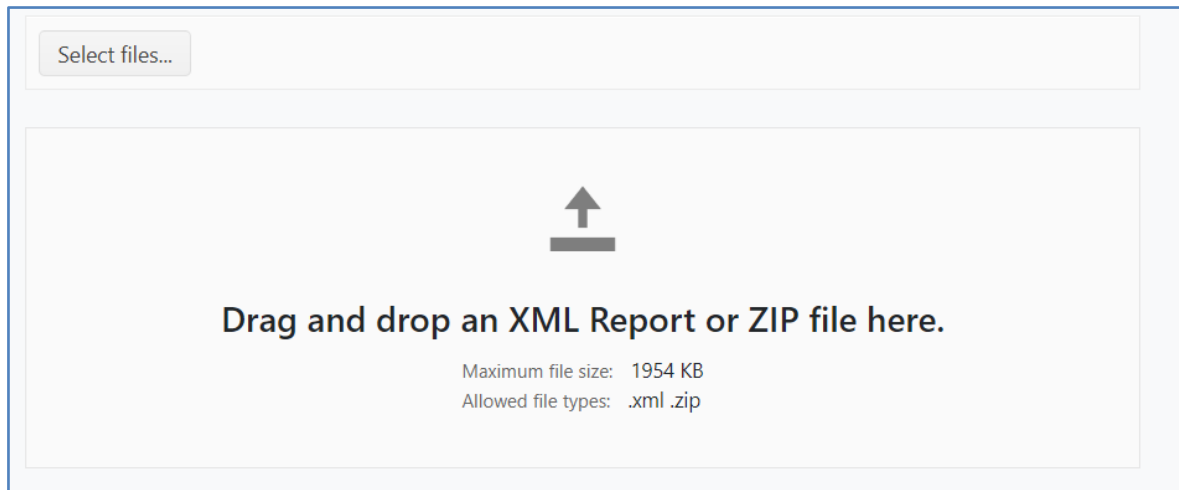 Select files...
Drag and drop an XML Report or ZIP file here.
Maximum file size: 1954 KB
Allowed file types: .xml .zip